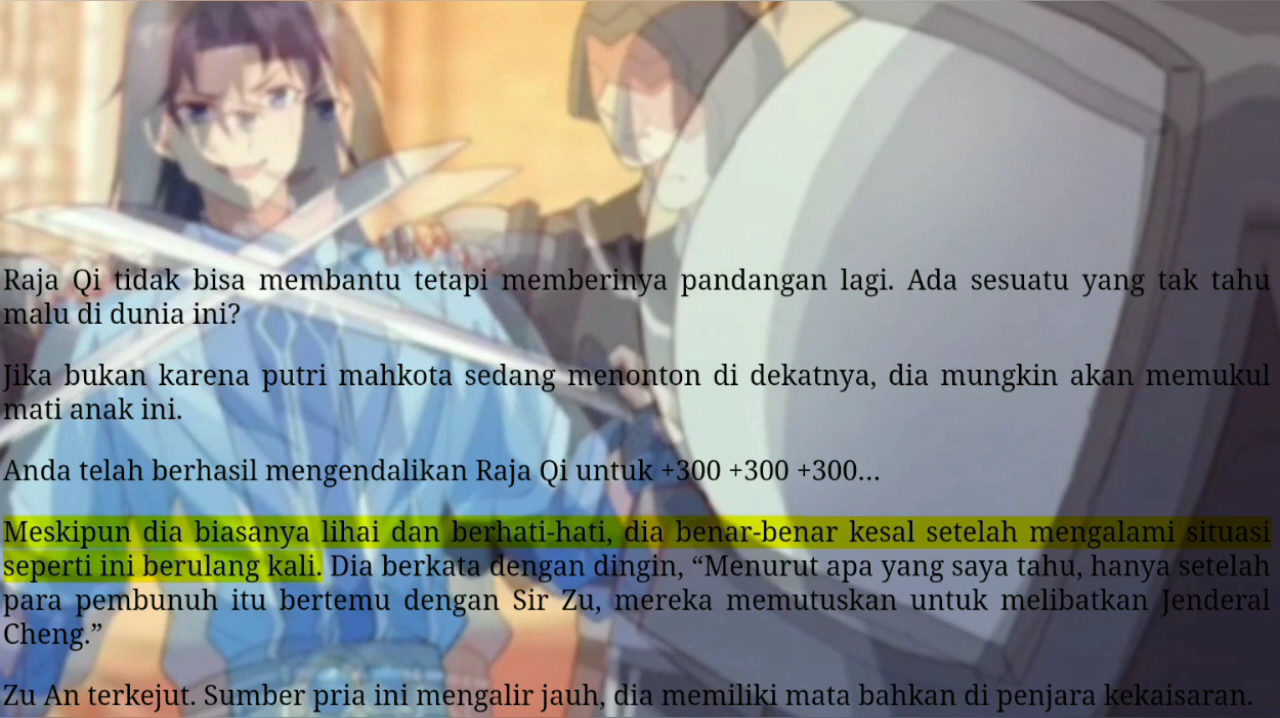 Raja Qi tidak bisa membantu tetapi memberinya pandangan lagi. Ada sesuatu yang tak tahu
malu di dunia ini?
Jika bukan karena putri mahkota sedang menonton di dekatnya, dia mungkin akan memukul
mati anak ini.
Anda telah berhasil mengendalikan Raja Qi untuk +300 +300 +300...
Meskipun dia biasanya lihai dan berhati-hati, dia benar-benar kesal setelah mengalami situasi
seperti ini berulang kali. Dia berkata dengan dingin, “Menurut apa yang saya tahu, hanya setelah
para pembunuh itu bertemu dengan Sir Zu, mereka memutuskan untuk melibatkan Jenderal
Cheng.”
Zu An terkejut. Sumber pria ini mengalir jauh, dia memiliki mata bahkan di penjara kekaisaran.